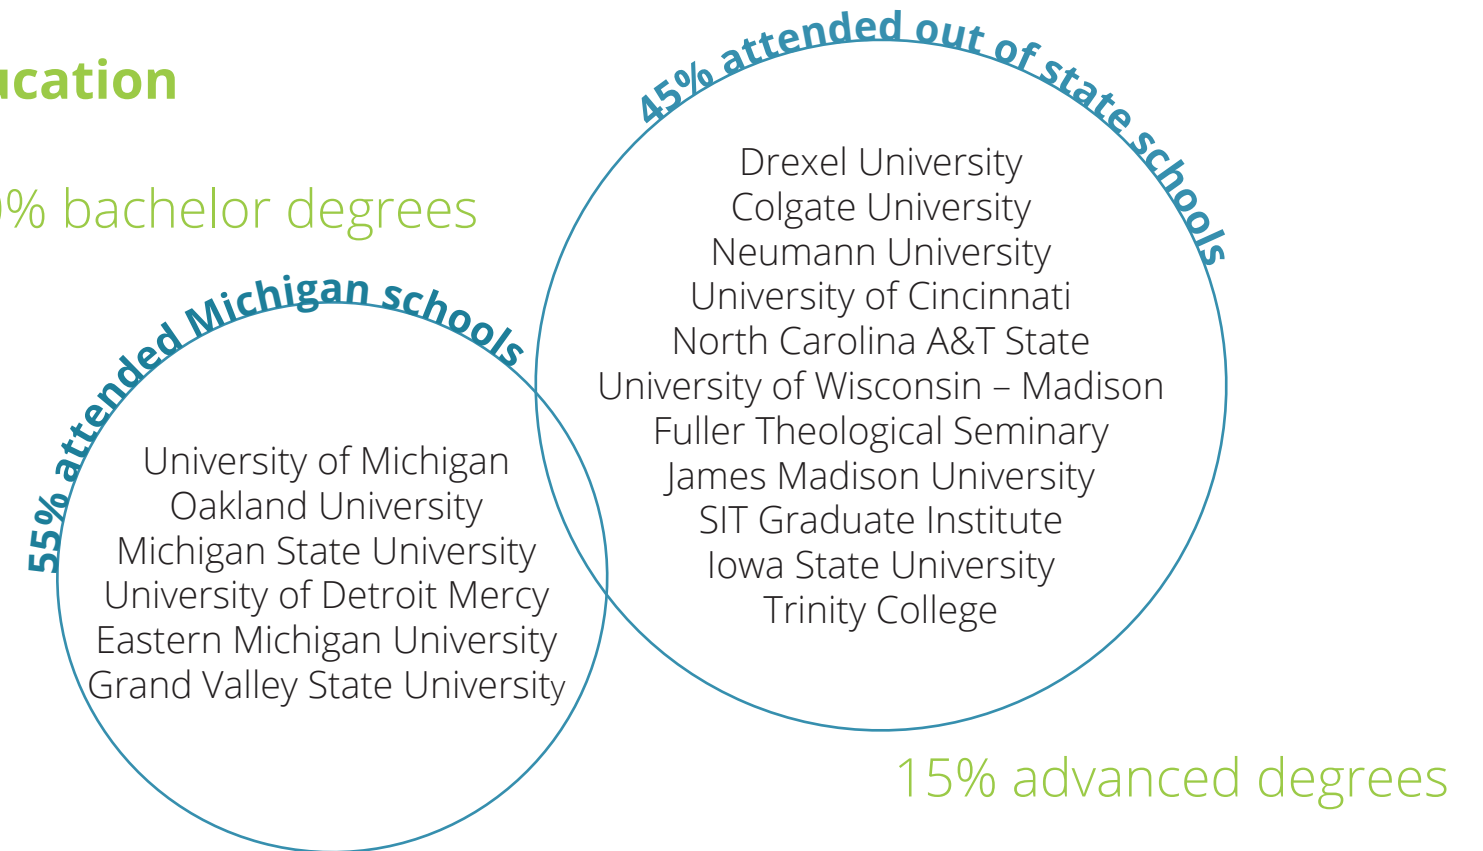 ucation
0% bachelor degrees
45% attended out of state schools
Drexel University
Colgate University
Neumann University
University of Cincinnati
North Carolina A&T State
University of Wisconsin – Madison
Fuller Theological Seminary
James Madison University
SIT Graduate Institute
Iowa State University
Trinity College
55% attended Michigan schools
University of Michigan
Oakland University
Michigan State University
University of Detroit Mercy
Eastern Michigan University
Grand Valley State University
15% advanced degrees